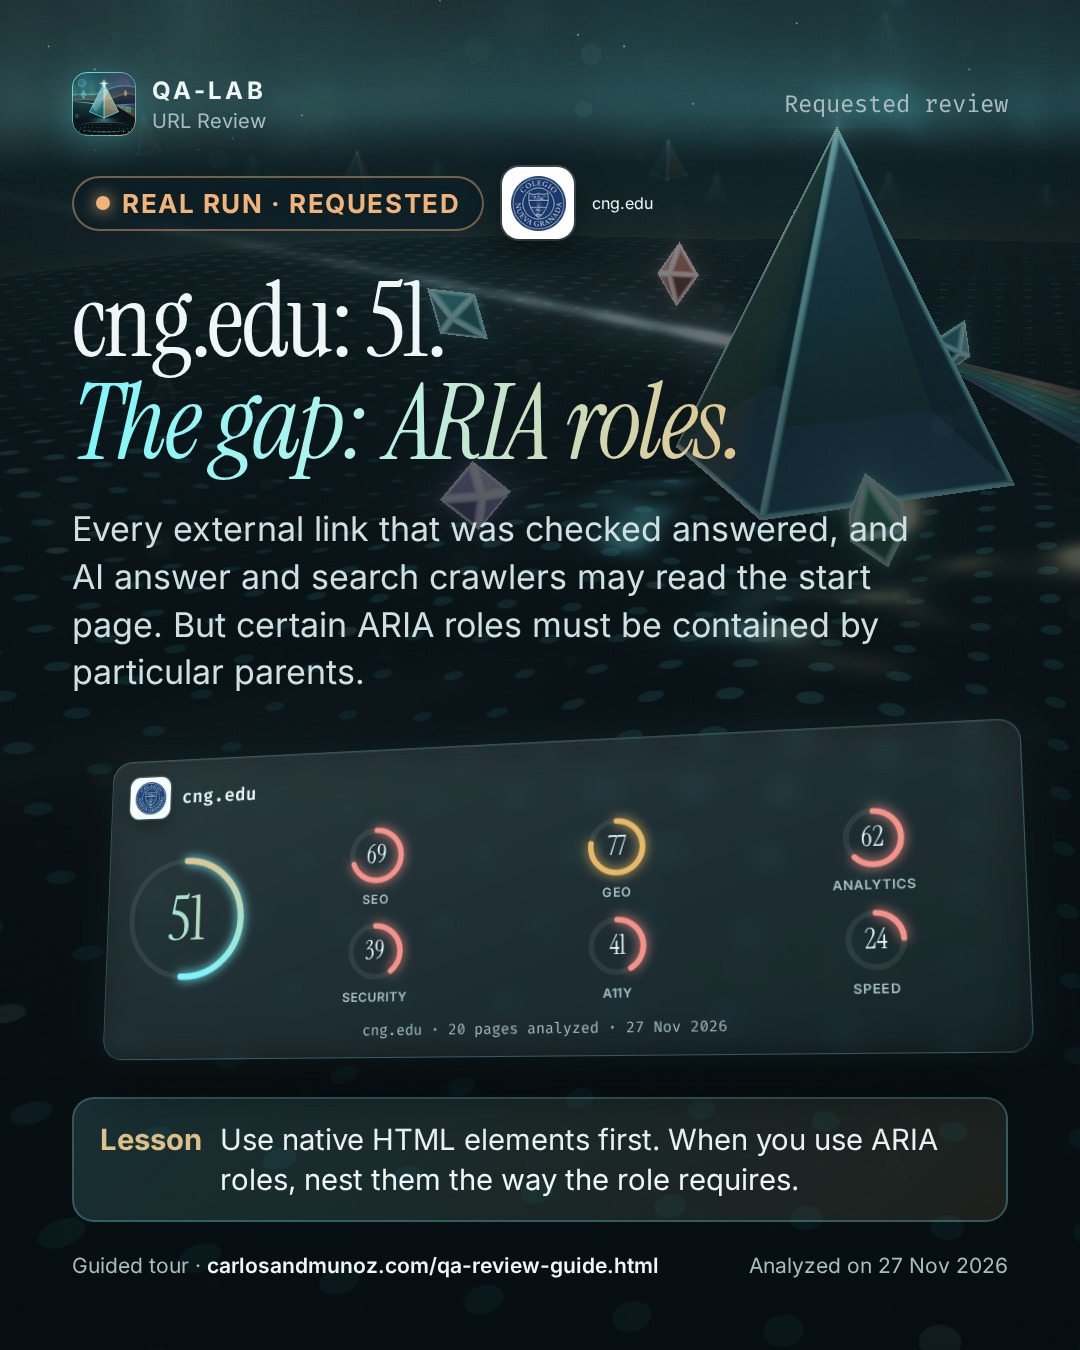 QA-LAB
URL Review
Requested review
REAL RUN · REQUESTED
COLEGIO NUEVA GRANADA
cng.edu
cng.edu: 51.
The gap: ARIA roles.
Every external link that was checked answered, and
AI answer and search crawlers may read the start
page. But certain ARIA roles must be contained by
particular parents.
cng.edu
51
69
SEO
77
GEO
62
ANALYTICS
39
SECURITY
41
A11Y
24
SPEED
cng.edu · 20 pages analyzed · 27 Nov 2026
Lesson Use native HTML elements first. When you use ARIA
roles, nest them the way the role requires.
Guided tour · carlosandmunoz.com/qa-review-guide.html
Analyzed on 27 Nov 2026